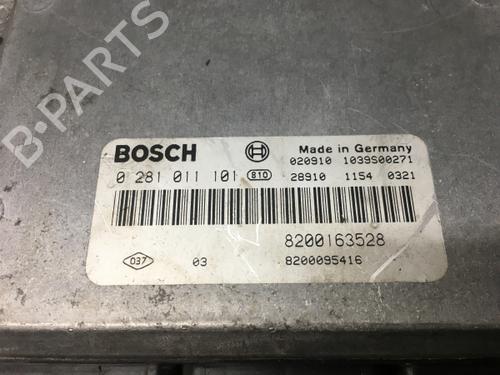 BOSCH
Made in Germany
020910 1039S00271
0 281 011 101 810 28910 1154 0321
8200163528
037 03 8200095416
B-PARTS